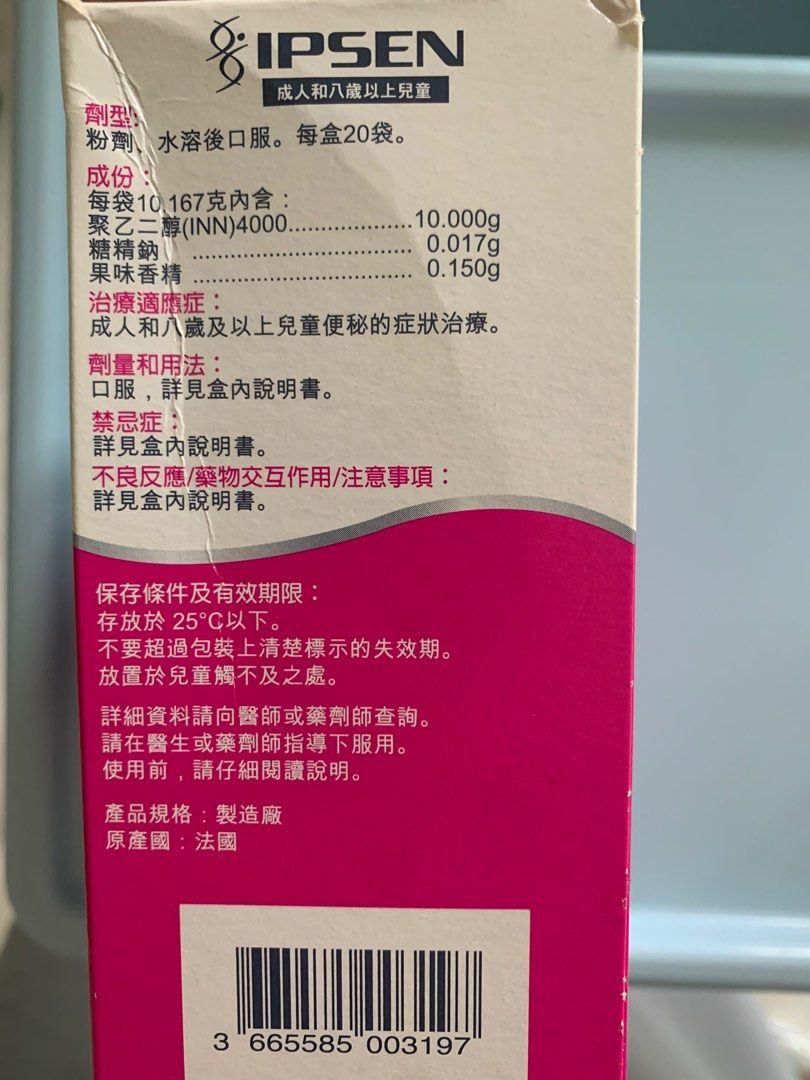 IPSEN
成人和八歲以上兒童
劑型:
粉劑、水溶後口服。每盒20袋。
成份:
每袋10.167克內含:
聚乙二醇(INN)4000....................10.000g
糖精鈉 .................................. 0.017g
果味香精 .................................. 0.150g
治療適應症:
成人和八歲及以上兒童便秘的症狀治療。
劑量和用法:
口服,詳見盒內說明書。
禁忌症:
詳見盒內說明書。
不良反應/藥物交互作用/注意事項:
詳見盒內說明書。
保存條件及有效期限:
存放於 25°C以下。
不要超過包裝上清楚標示的失效期。
放置於兒童觸不及之處。
詳細資料請向醫師或藥劑師查詢。
請在醫生或藥劑師指導下服用。
使用前,請仔細閱讀說明。
產品規格:製造廠
原產國:法國
3 665585 003197